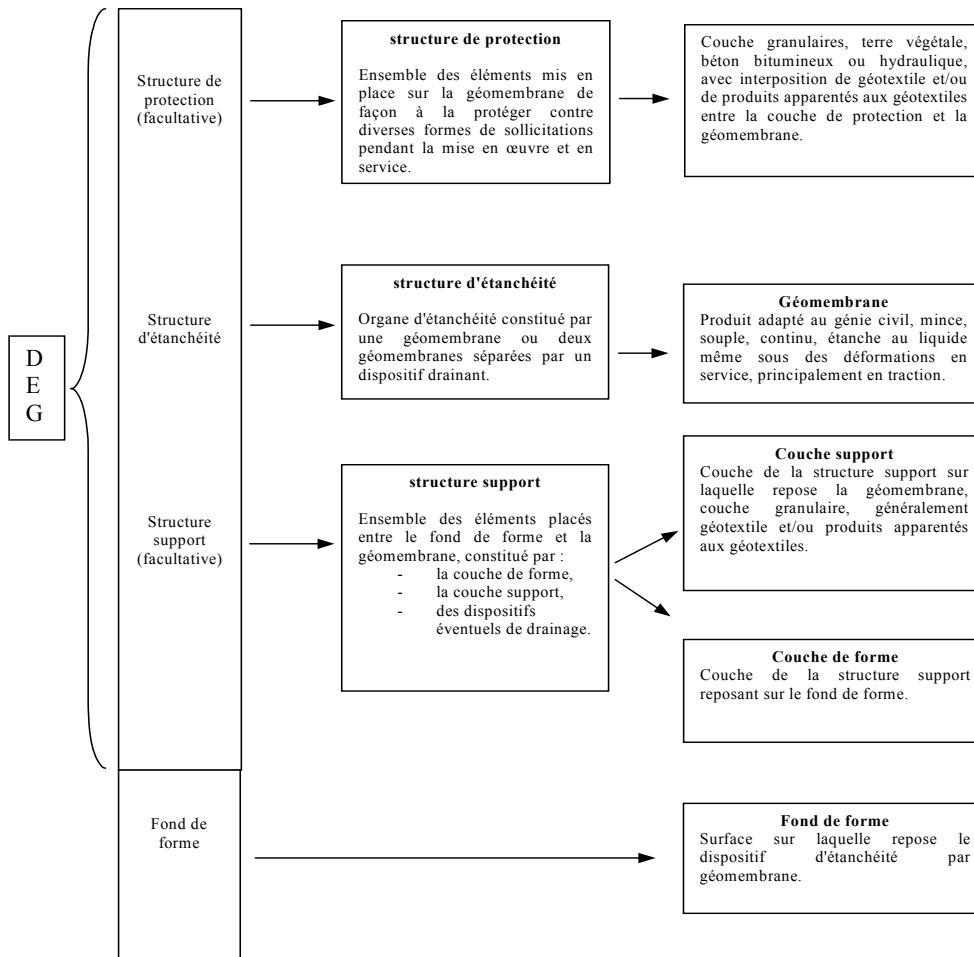 D
E
G
Structure de
protection
(facultative)
structure de protection
Ensemble des éléments mis en
place sur la géomembrane de
façon à la protéger contre
diverses formes de sollicitations
pendant la mise en œuvre et en
service.
Couche granulaires, terre végétale,
béton bitumineux ou hydraulique,
avec interposition de géotextile et/ou
de produits apparentés aux géotextiles
entre la couche de protection et la
géomembrane.
Structure
d'étanchéité
structure d'étanchéité
Organe d'étanchéité constitué par
une géomembrane ou deux
géomembranes séparées par un
dispositif drainant.
Géomembrane
Produit adapté au génie civil, mince,
souple, continu, étanche au liquide
même sous des déformations en
service, principalement en traction.
Structure
support
(facultative)
structure support
Ensemble des éléments placés
entre le fond de forme et la
géomembrane, constitué par :
- la couche de forme,
- la couche support,
- des dispositifs
éventuels de drainage.
Couche support
Couche de la structure support sur
laquelle repose la géomembrane,
couche granulaire, généralement
géotextile et/ou produits apparentés
aux géotextiles.
Couche de forme
Couche de la structure support
reposant sur le fond de forme.
Fond de
forme
Fond de forme
Surface sur laquelle repose le
dispositif d'étanchéité par
géomembrane.